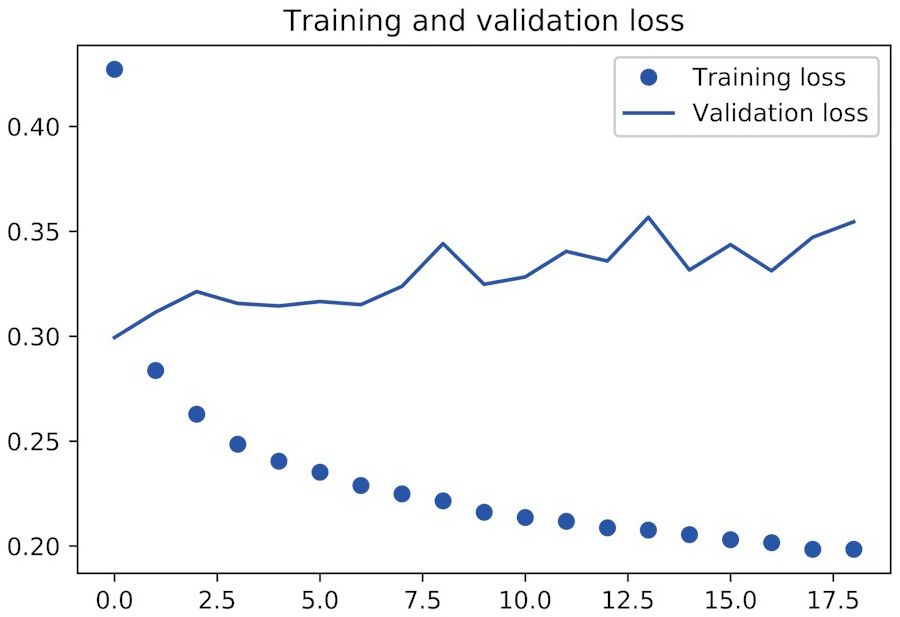 Training and validation loss
Training loss
Validation loss
0.40
0.35
0.30
0.25
0.20
0.0 2.5 5.0 7.5 10.0 12.5 15.0 17.5